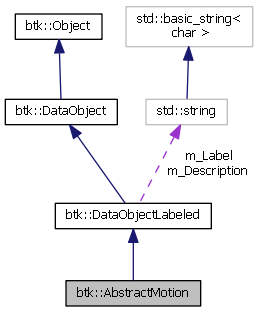 btk::Object
std::basic_string<
char >
btk::DataObject
std::string
m_Label
m_Description
btk::DataObjectLabeled
btk::AbstractMotion